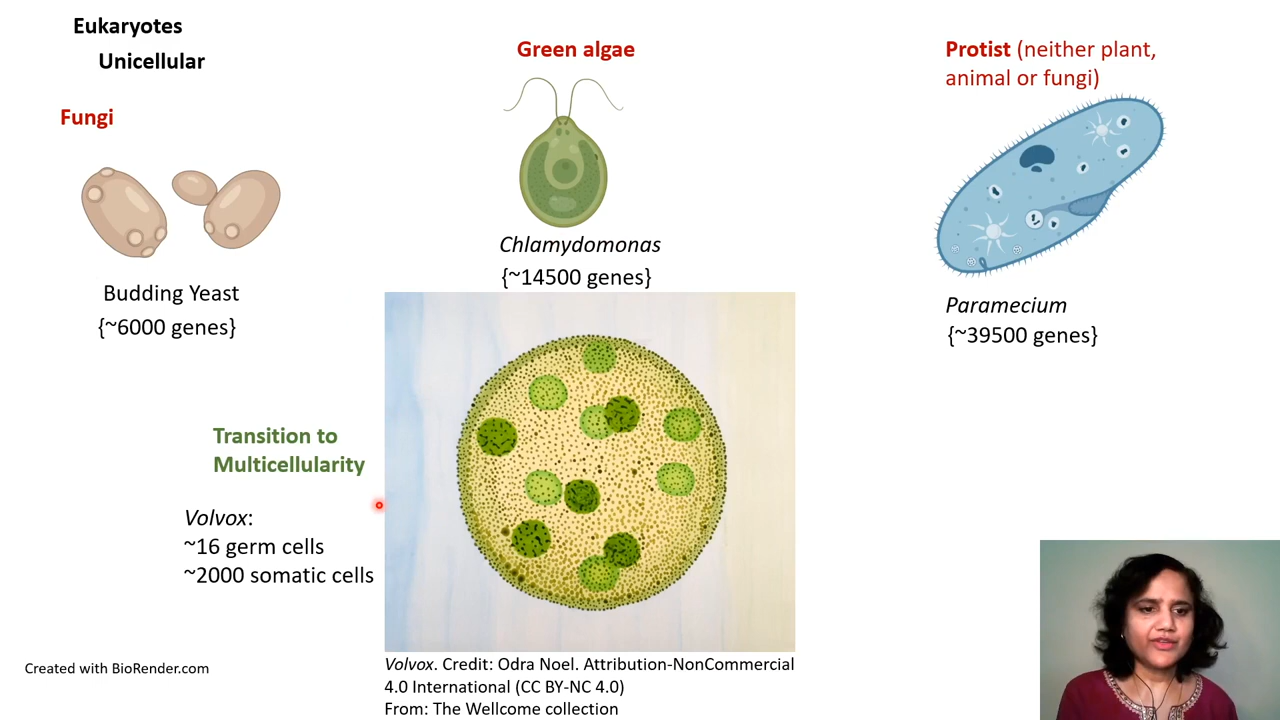 Eukaryotes
Unicellular
Fungi
Budding Yeast
{~6000 genes}
Green algae
Chlamydomonas
{~14500 genes}
Protist (neither plant,
animal or fungi)
Paramecium
{~39500 genes}
Transition to
Multicellularity
Volvox:
~16 germ cells
~2000 somatic cells
Volvox. Credit: Odra Noel. Attribution-NonCommercial
4.0 International (CC BY-NC 4.0)
From: The Wellcome collection
Created with BioRender.com